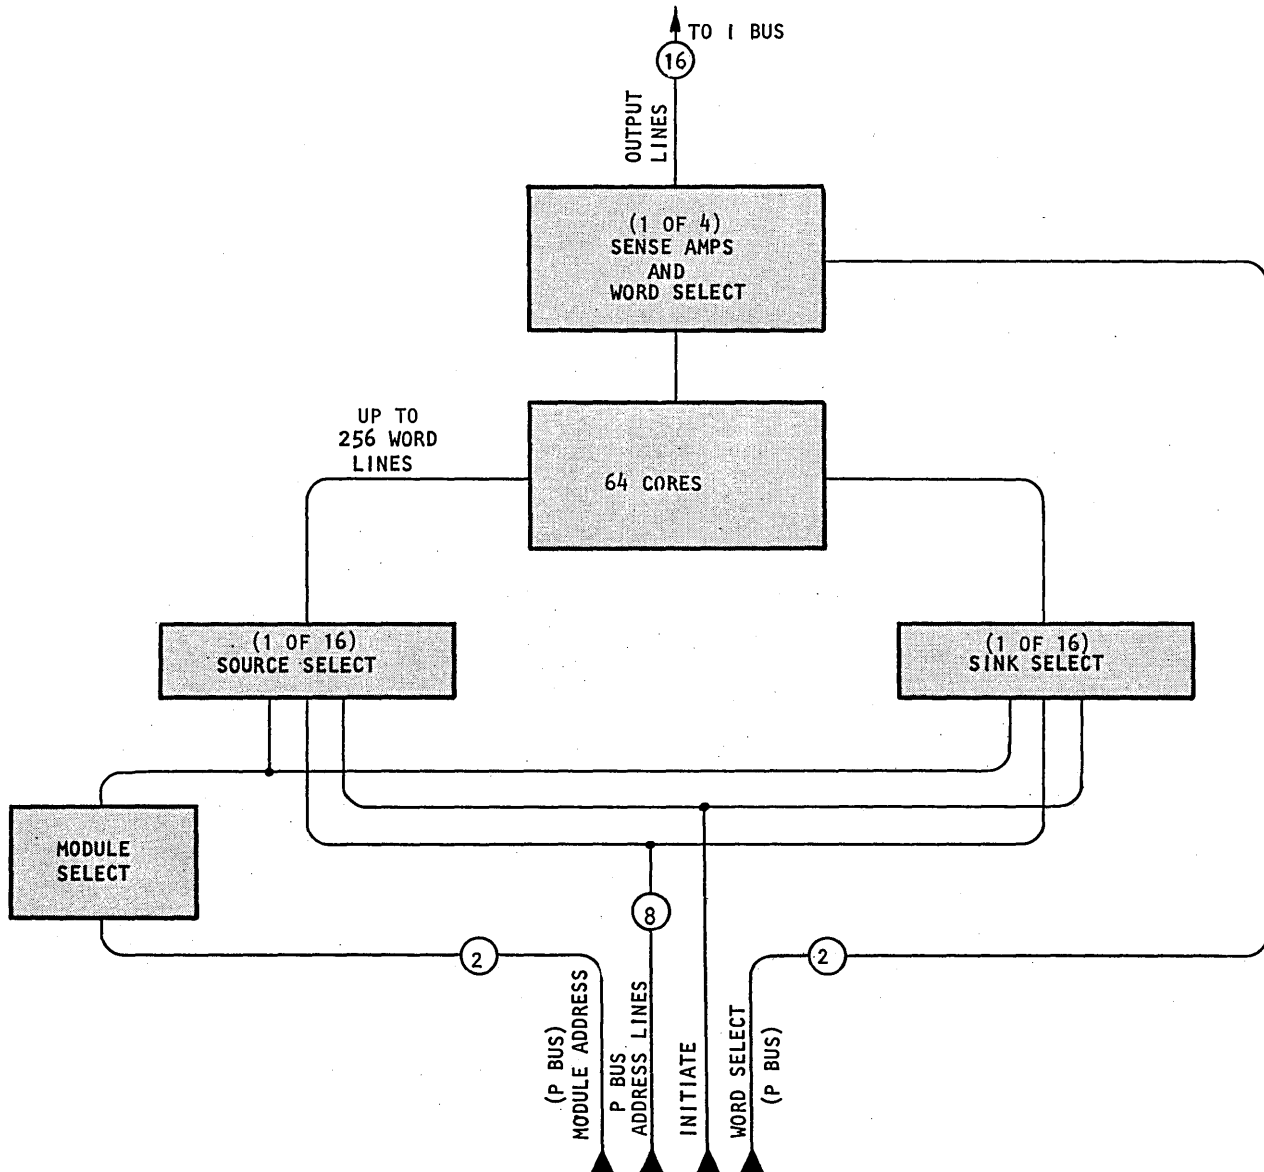 TO I BUS
16
OUTPUT
LINES
(1 OF 4)
SENSE AMPS
AND
WORD SELECT
UP TO
256 WORD
LINES
64 CORES
(1 OF 16)
SOURCE SELECT
(1 OF 16)
SINK SELECT
MODULE
SELECT
8
2
2
(P BUS)
MODULE ADDRESS
P BUS
ADDRESS LINES
INITIATE
WORD SELECT
(P BUS)